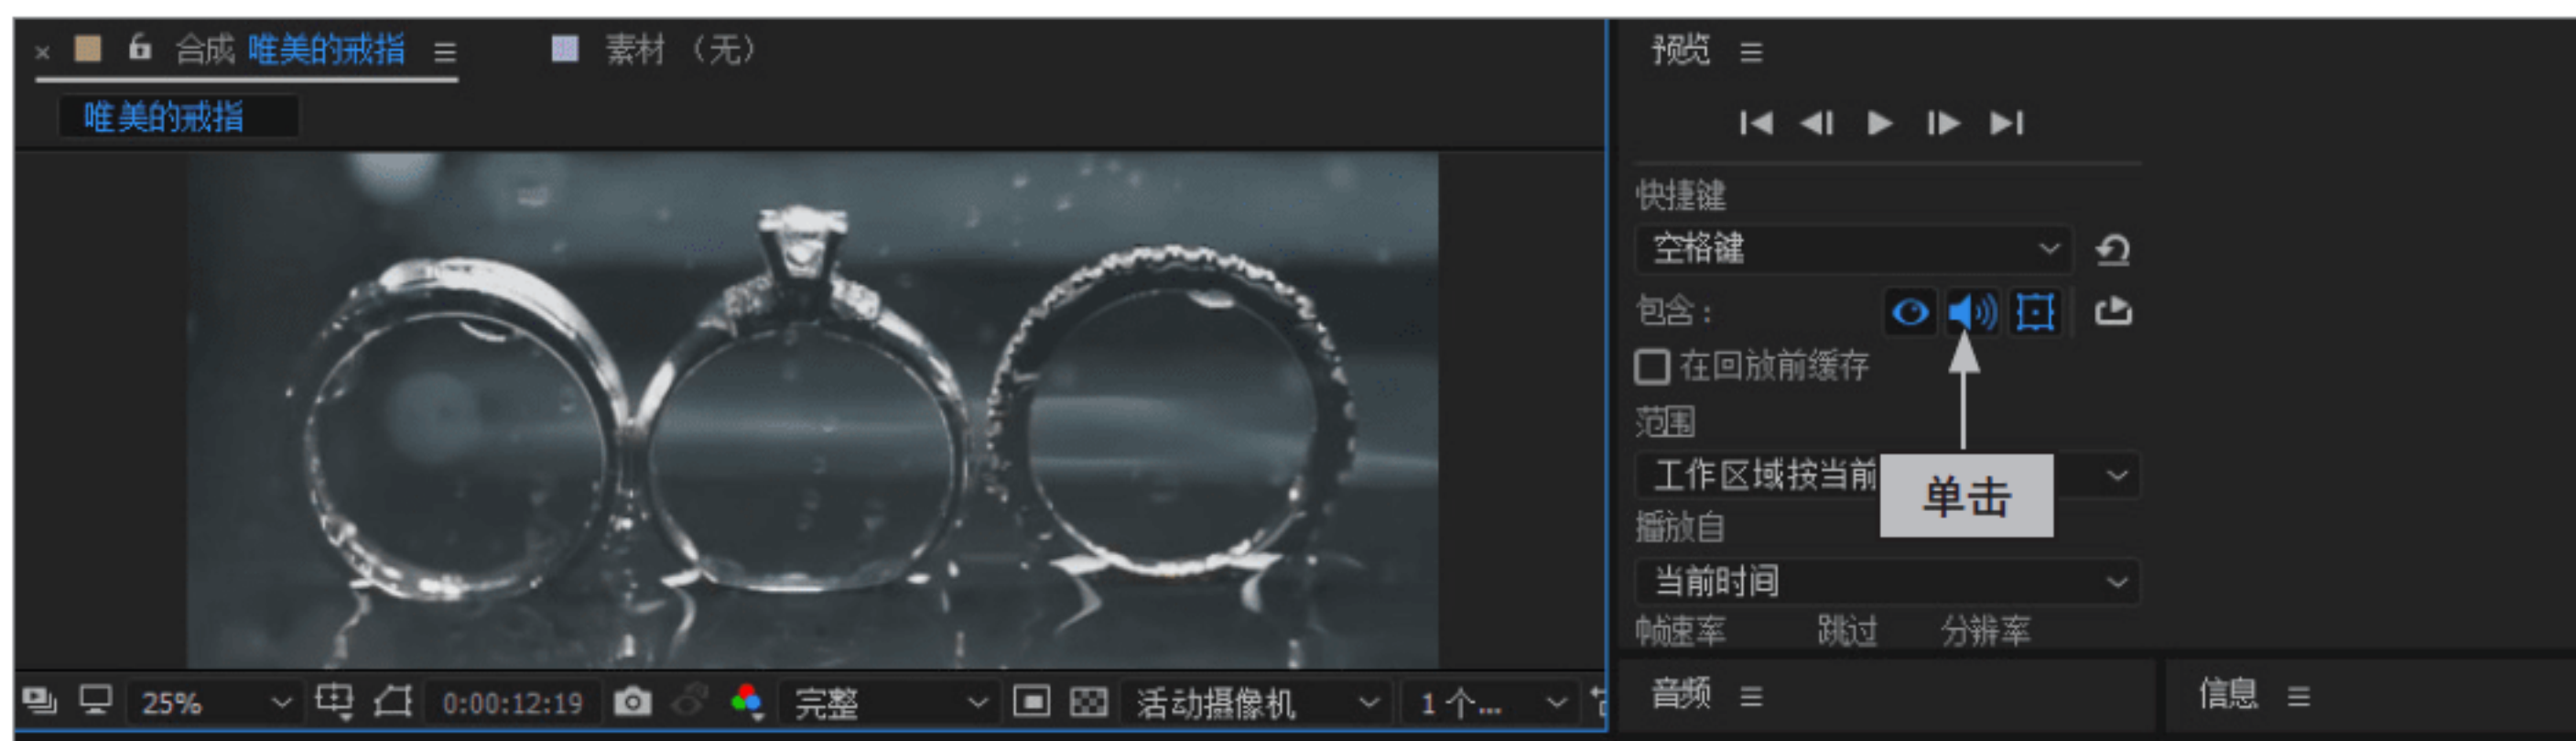 合成 唯美的戒指
素材 （无）
唯美的戒指
25%
0:00:12:19
完整
活动摄像机
1个...
预览
快捷键
空格键
包含：
在回放前缓存
范围
工作区域按当前
单击
播放自
当前时间
帧速率 跳过 分辨率
音频
信息